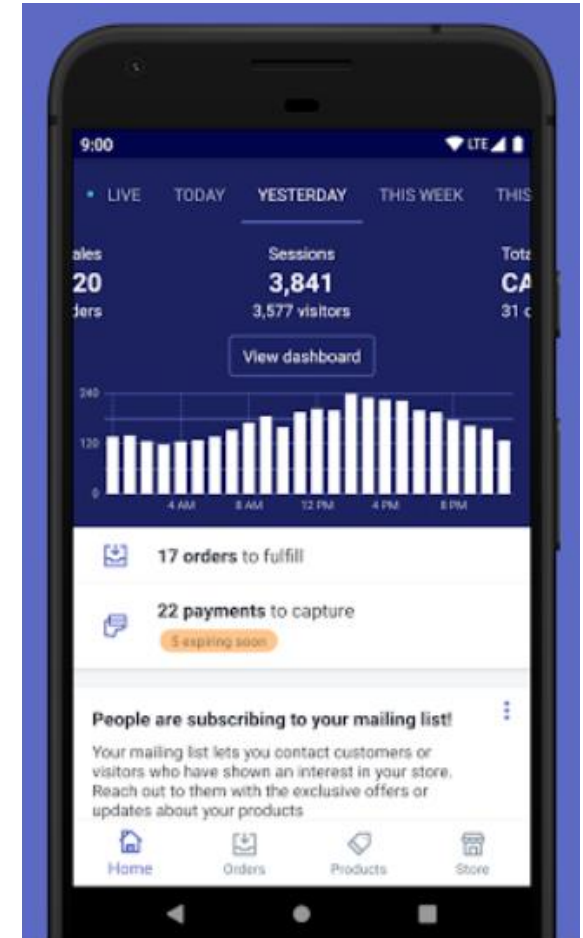 9:00 LTE
LIVE TODAY YESTERDAY THIS WEEK THIS
ales Sessions Tota
20 3,841 CA
ders 3,577 visitors 31 c
View dashboard
240
120
0
4 AM 8 AM 12 PM 4 PM 8 PM
17 orders to fulfill
22 payments to capture
5 expiring soon
People are subscribing to your mailing list!
Your mailing list lets you contact customers or
visitors who have shown an interest in your store.
Reach out to them with the exclusive offers or
updates about your products
Home Orders Products Store